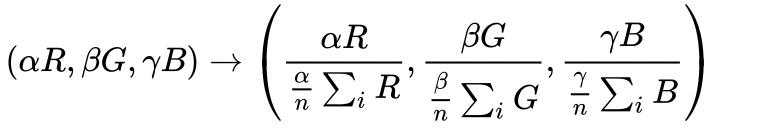 (αR, βG, γB) → ( αR / (α/n ∑_i R), βG / (β/n ∑_i G), γB / (γ/n ∑_i B) )